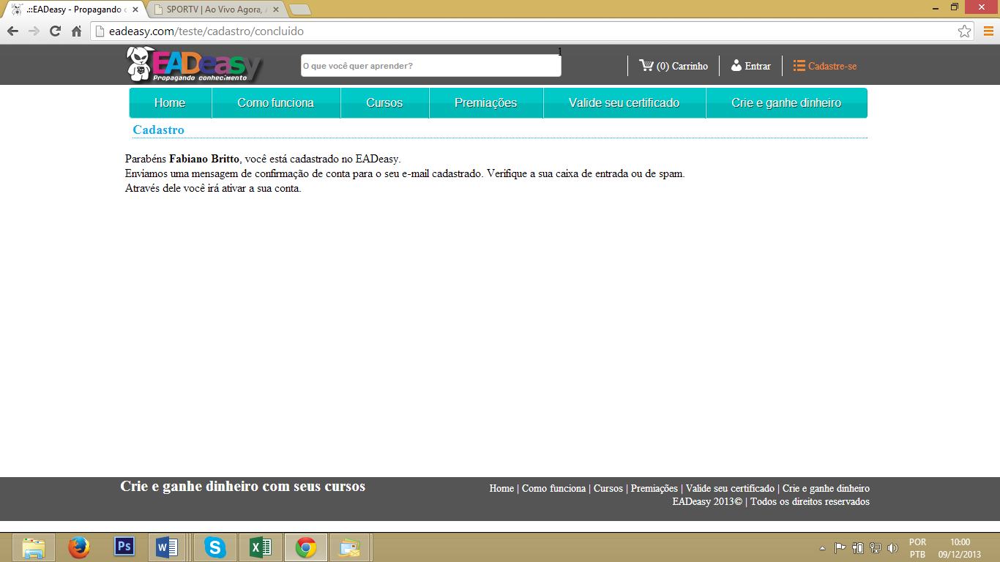 .::EADeasy - Propagando c
SPORTV | Ao Vivo Agora,
eadeasy.com/teste/cadastro/concluido
EADeasy
Propagando conhecimento
O que você quer aprender?
1
(0) Carrinho
Entrar
Cadastre-se
Home
Como funciona
Cursos
Premiações
Valide seu certificado
Crie e ganhe dinheiro
Cadastro
Parabéns Fabiano Britto, você está cadastrado no EADeasy.
Enviamos uma mensagem de confirmação de conta para o seu e-mail cadastrado. Verifique a sua caixa de entrada ou de spam.
Através dele você irá ativar a sua conta.
Crie e ganhe dinheiro com seus cursos
Home | Como funciona | Cursos | Premiações | Valide seu certificado | Crie e ganhe dinheiro
EADeasy 2013© | Todos os direitos reservados
Ps
POR
PTB
10:00
09/12/2013